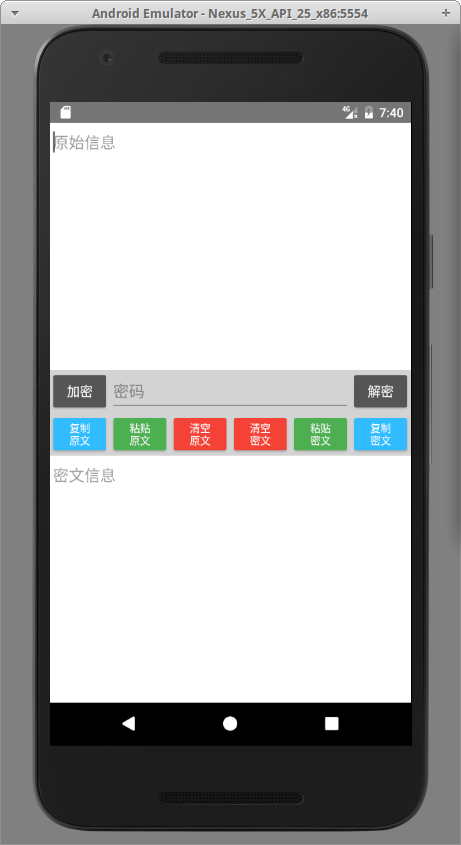 Android Emulator - Nexus_5X_API_25_x86:5554
4G 7:40
原始信息
加密 密码 解密
复制 粘贴 清空 清空 粘贴 复制
原文 原文 原文 密文 密文 密文
密文信息